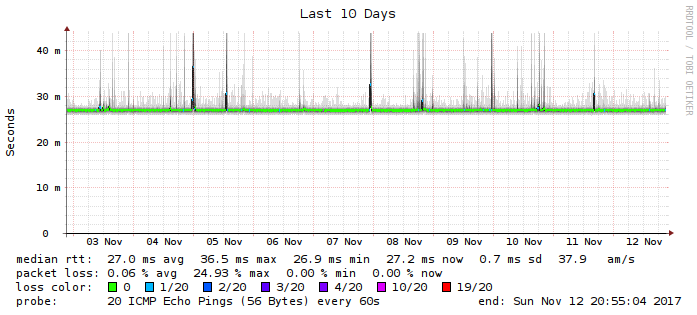 Last 10 Days
RRDTOOL / TOBI OETIKER
Seconds
40 m
30 m
20 m
10 m
0
03 Nov 04 Nov 05 Nov 06 Nov 07 Nov 08 Nov 09 Nov 10 Nov 11 Nov 12 Nov
median rtt: 27.0 ms avg 36.5 ms max 26.9 ms min 27.2 ms now 0.7 ms sd 37.9 am/s
packet loss: 0.06 % avg 24.93 % max 0.00 % min 0.00 % now
loss color: 0 1/20 2/20 3/20 4/20 10/20 19/20
probe: 20 ICMP Echo Pings (56 Bytes) every 60s end: Sun Nov 12 20:55:04 2017